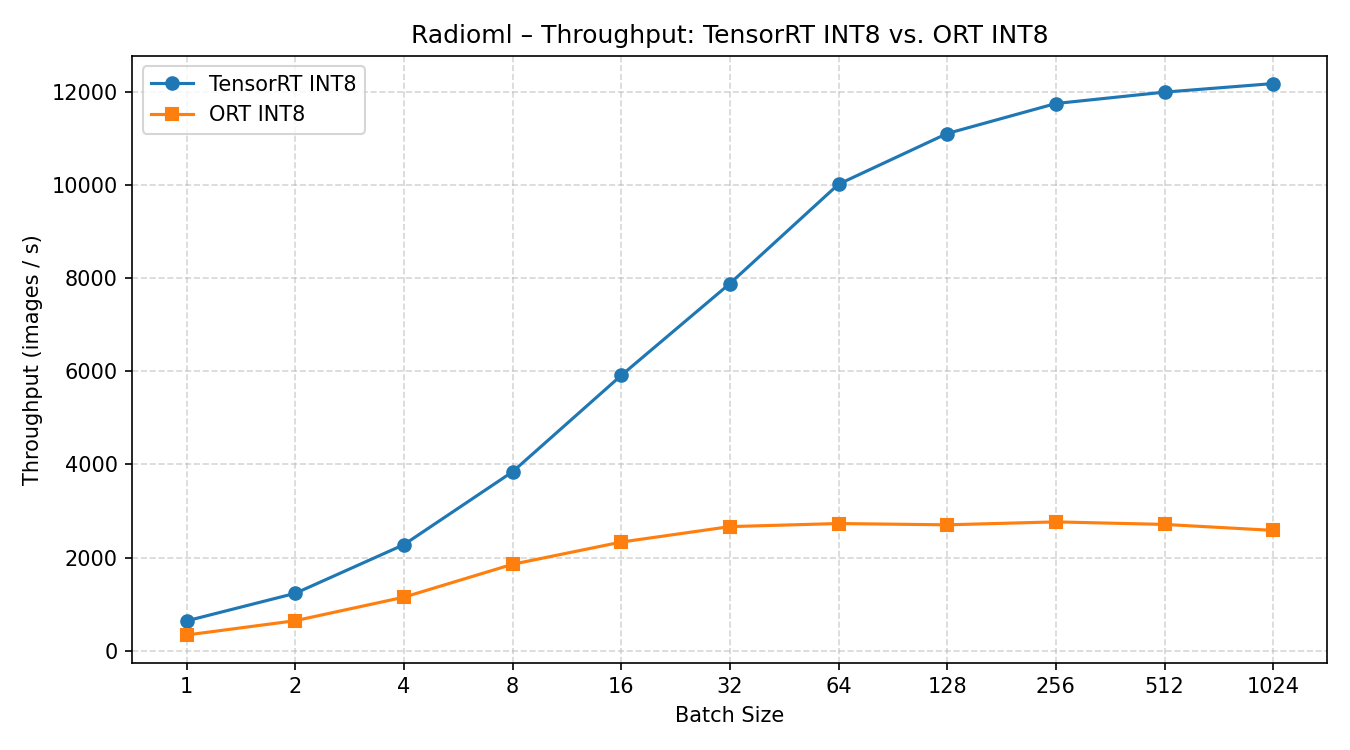 Radioml – Throughput: TensorRT INT8 vs. ORT INT8
TensorRT INT8
ORT INT8
Throughput (images / s)
12000
10000
8000
6000
4000
2000
0
1 2 4 8 16 32 64 128 256 512 1024
Batch Size